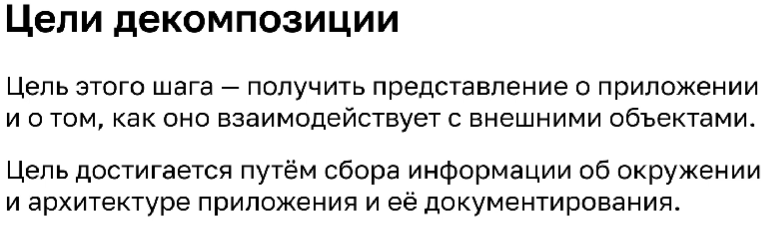 Цели декомпозиции
Цель этого шага — получить представление о приложении
и о том, как оно взаимодействует с внешними объектами.
Цель достигается путём сбора информации об окружении
и архитектуре приложения и её документирования.